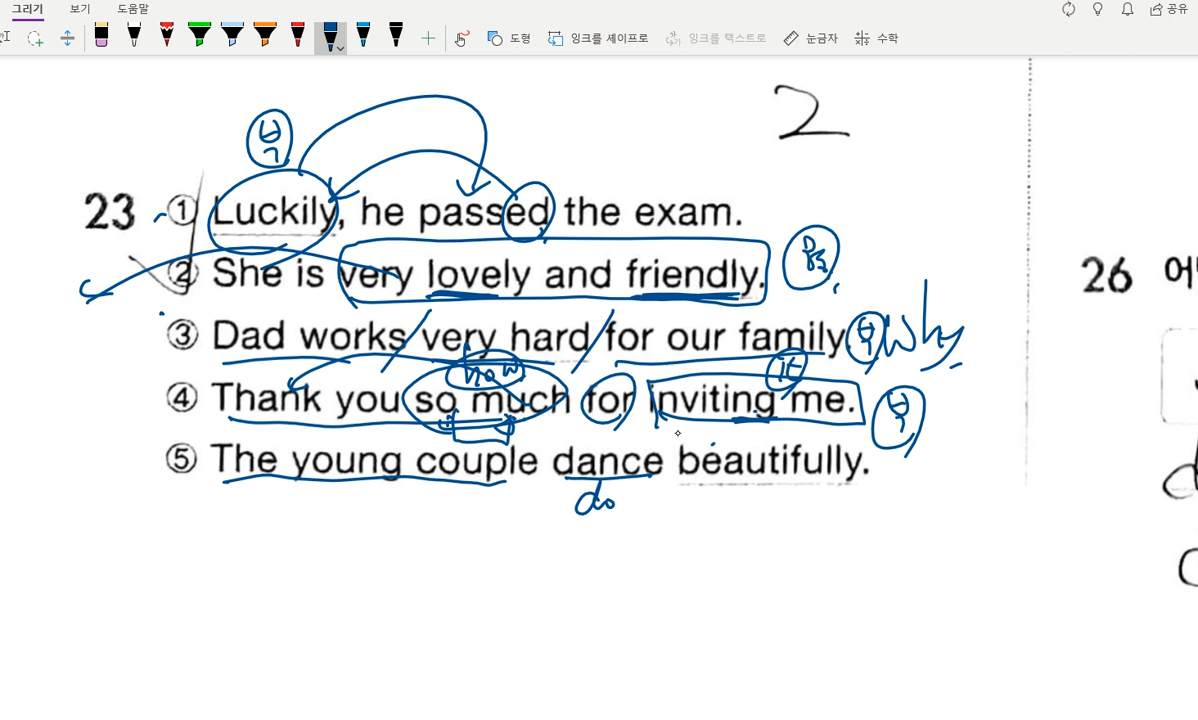 그리기 보기 도움말 공유
도형 잉크를 셰이프로 잉크를 텍스트로 눈금자 수학
2
부
23 ① Luckily, he passed the exam.
② She is very lovely and friendly.
③ Dad works very hard for our family. 부 why
how it
④ Thank you so much for inviting me. 부
⑤ The young couple dance beautifully.
do
26